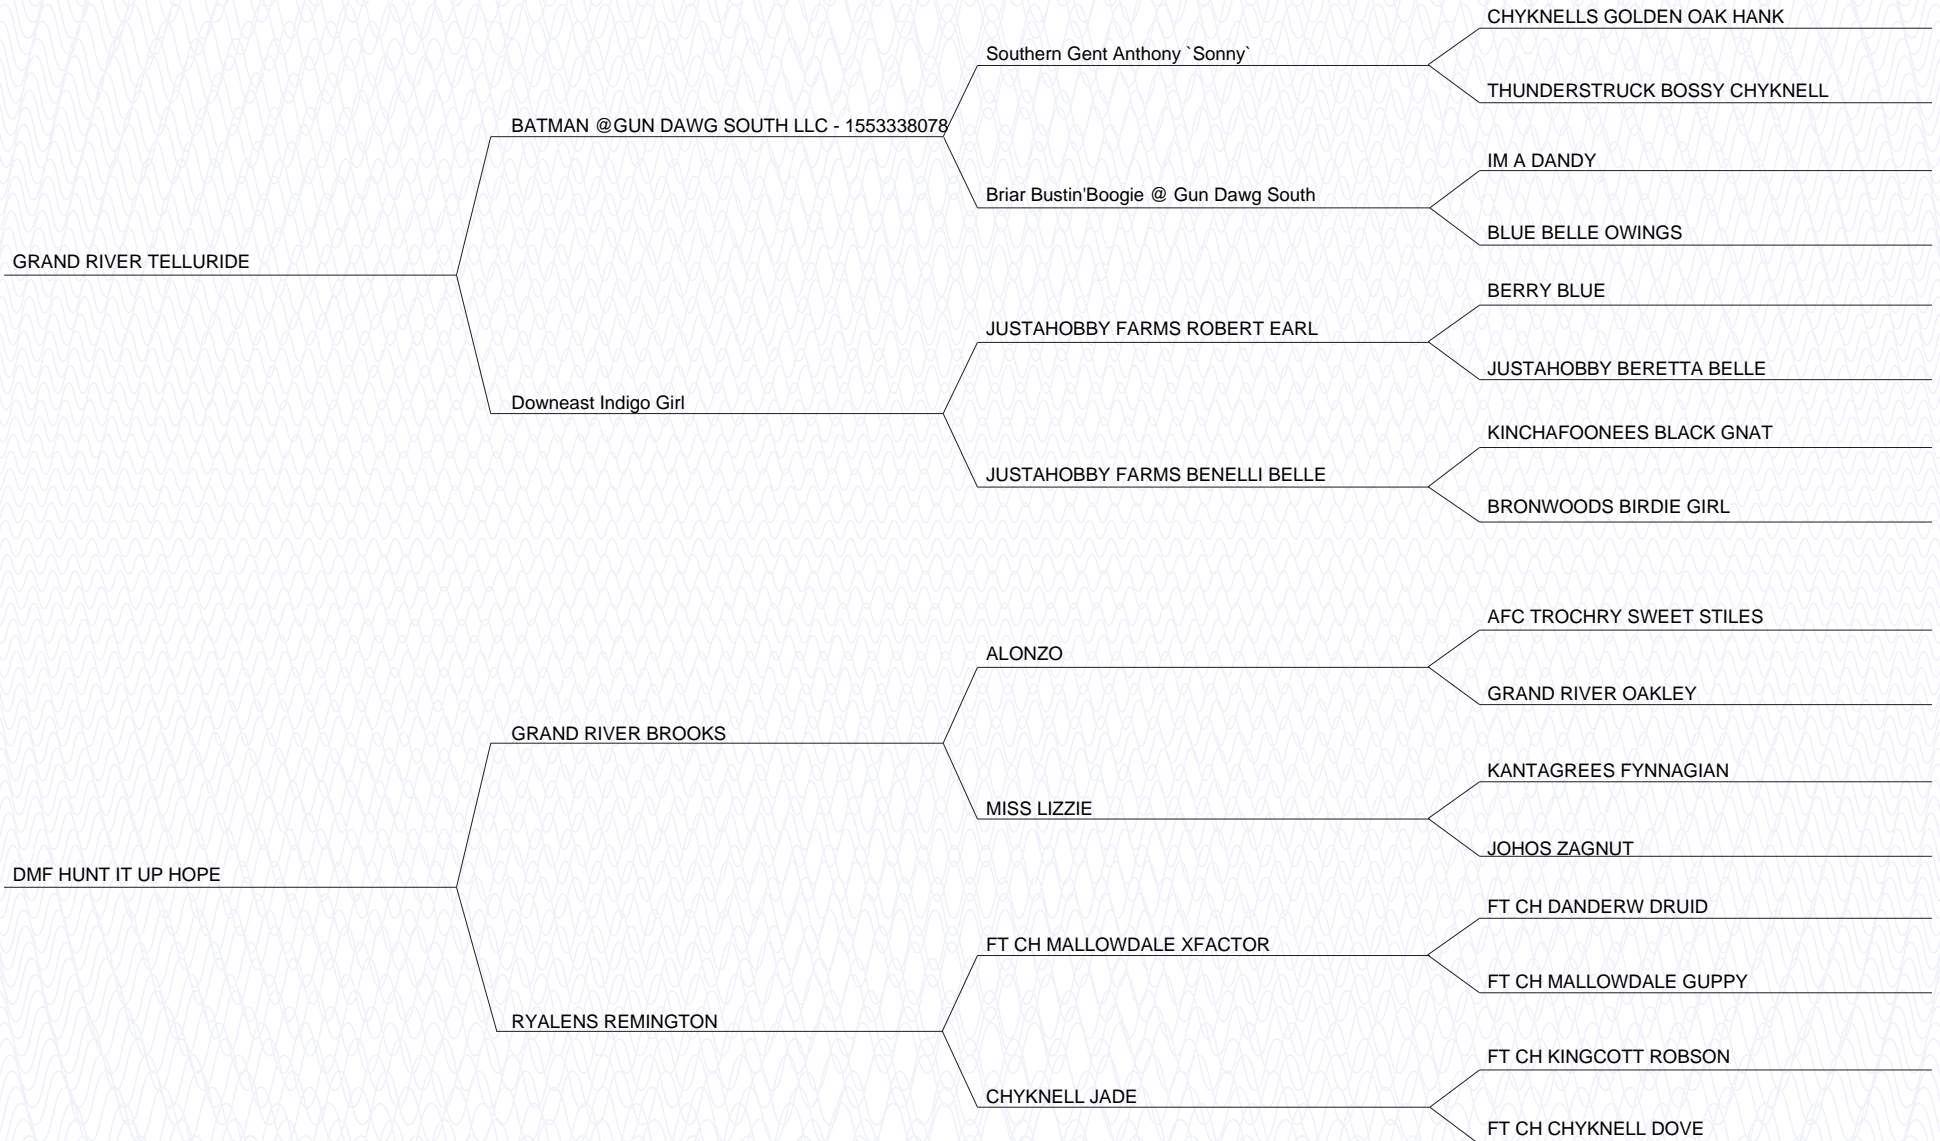 CHYKNELLS GOLDEN OAK HANK
Southern Gent Anthony `Sonny`
THUNDERSTRUCK BOSSY CHYKNELL
BATMAN @GUN DAWG SOUTH LLC - 1553338078
IM A DANDY
Briar Bustin'Boogie @ Gun Dawg South
BLUE BELLE OWINGS
GRAND RIVER TELLURIDE
BERRY BLUE
JUSTAHOBBY FARMS ROBERT EARL
JUSTAHOBBY BERETTA BELLE
Downeast Indigo Girl
KINCHAFOONEES BLACK GNAT
JUSTAHOBBY FARMS BENELLI BELLE
BRONWOODS BIRDIE GIRL
AFC TROCHRY SWEET STILES
ALONZO
GRAND RIVER OAKLEY
GRAND RIVER BROOKS
KANTAGREES FYNNAGIAN
MISS LIZZIE
JOHOS ZAGNUT
DMF HUNT IT UP HOPE
FT CH DANDERW DRUID
FT CH MALLOWDALE XFACTOR
FT CH MALLOWDALE GUPPY
RYALENS REMINGTON
FT CH KINGCOTT ROBSON
CHYKNELL JADE
FT CH CHYKNELL DOVE